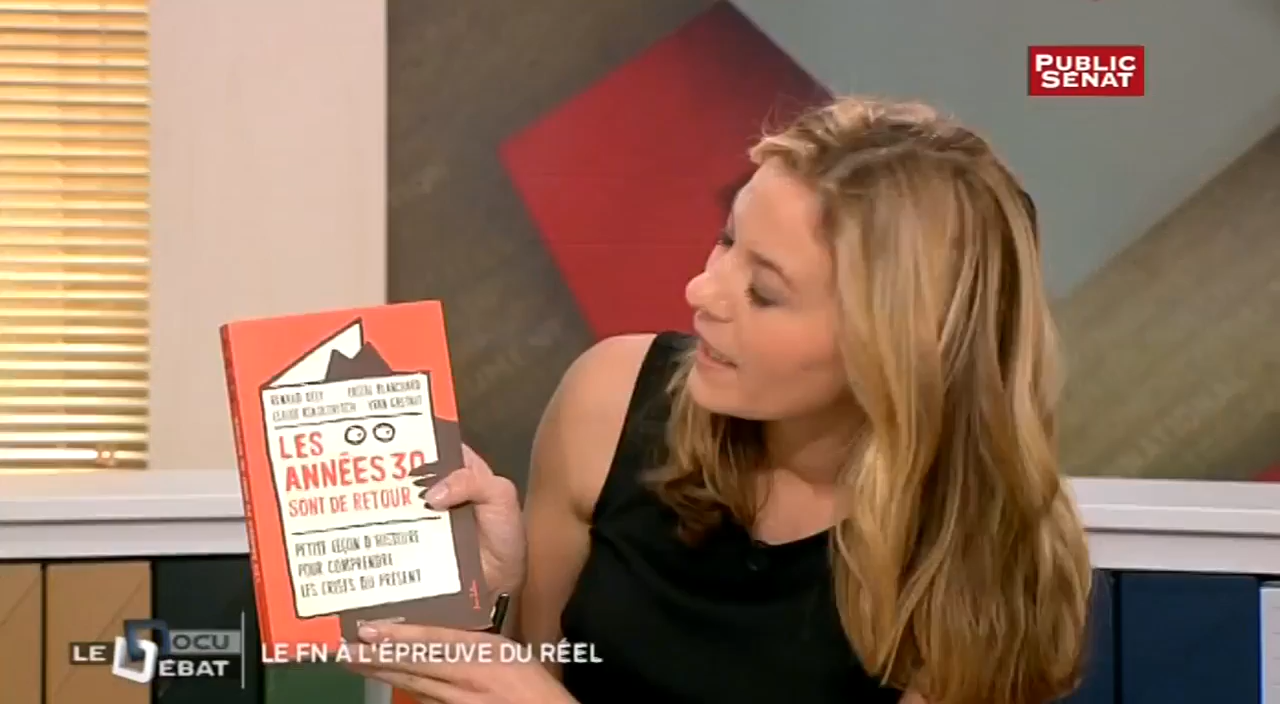 PUBLIC
SÉNAT
RENAUD DELY PASCAL BLANCHARD
CLAUDE ASKOLOVITCH YVAN GASTAUT
LES
ANNÉES 30
SONT DE RETOUR
PETITE LEÇON D'HISTOIRE
POUR COMPRENDRE
LES CRISES DU PRÉSENT
LE DOCU
DÉBAT
LE FN À L'ÉPREUVE DU RÉEL